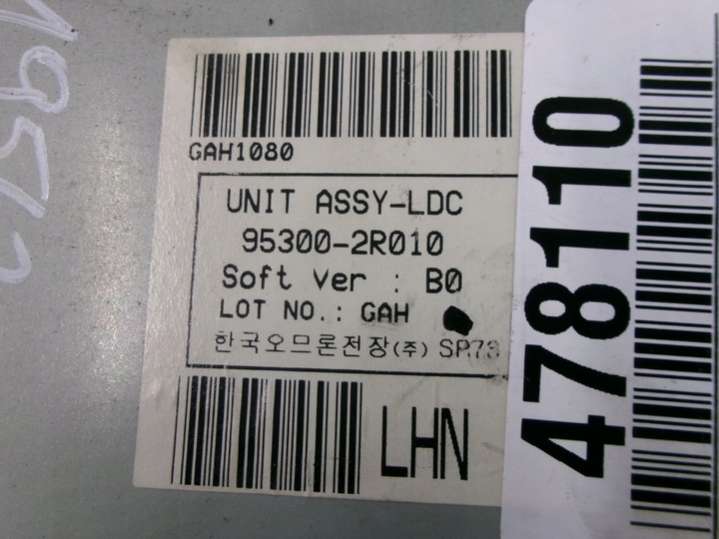 GAH1080
UNIT ASSY-LDC
95300-2R010
Soft Ver : B0
LOT NO.: GAH
한국오므론전장(주)
LHN
478110